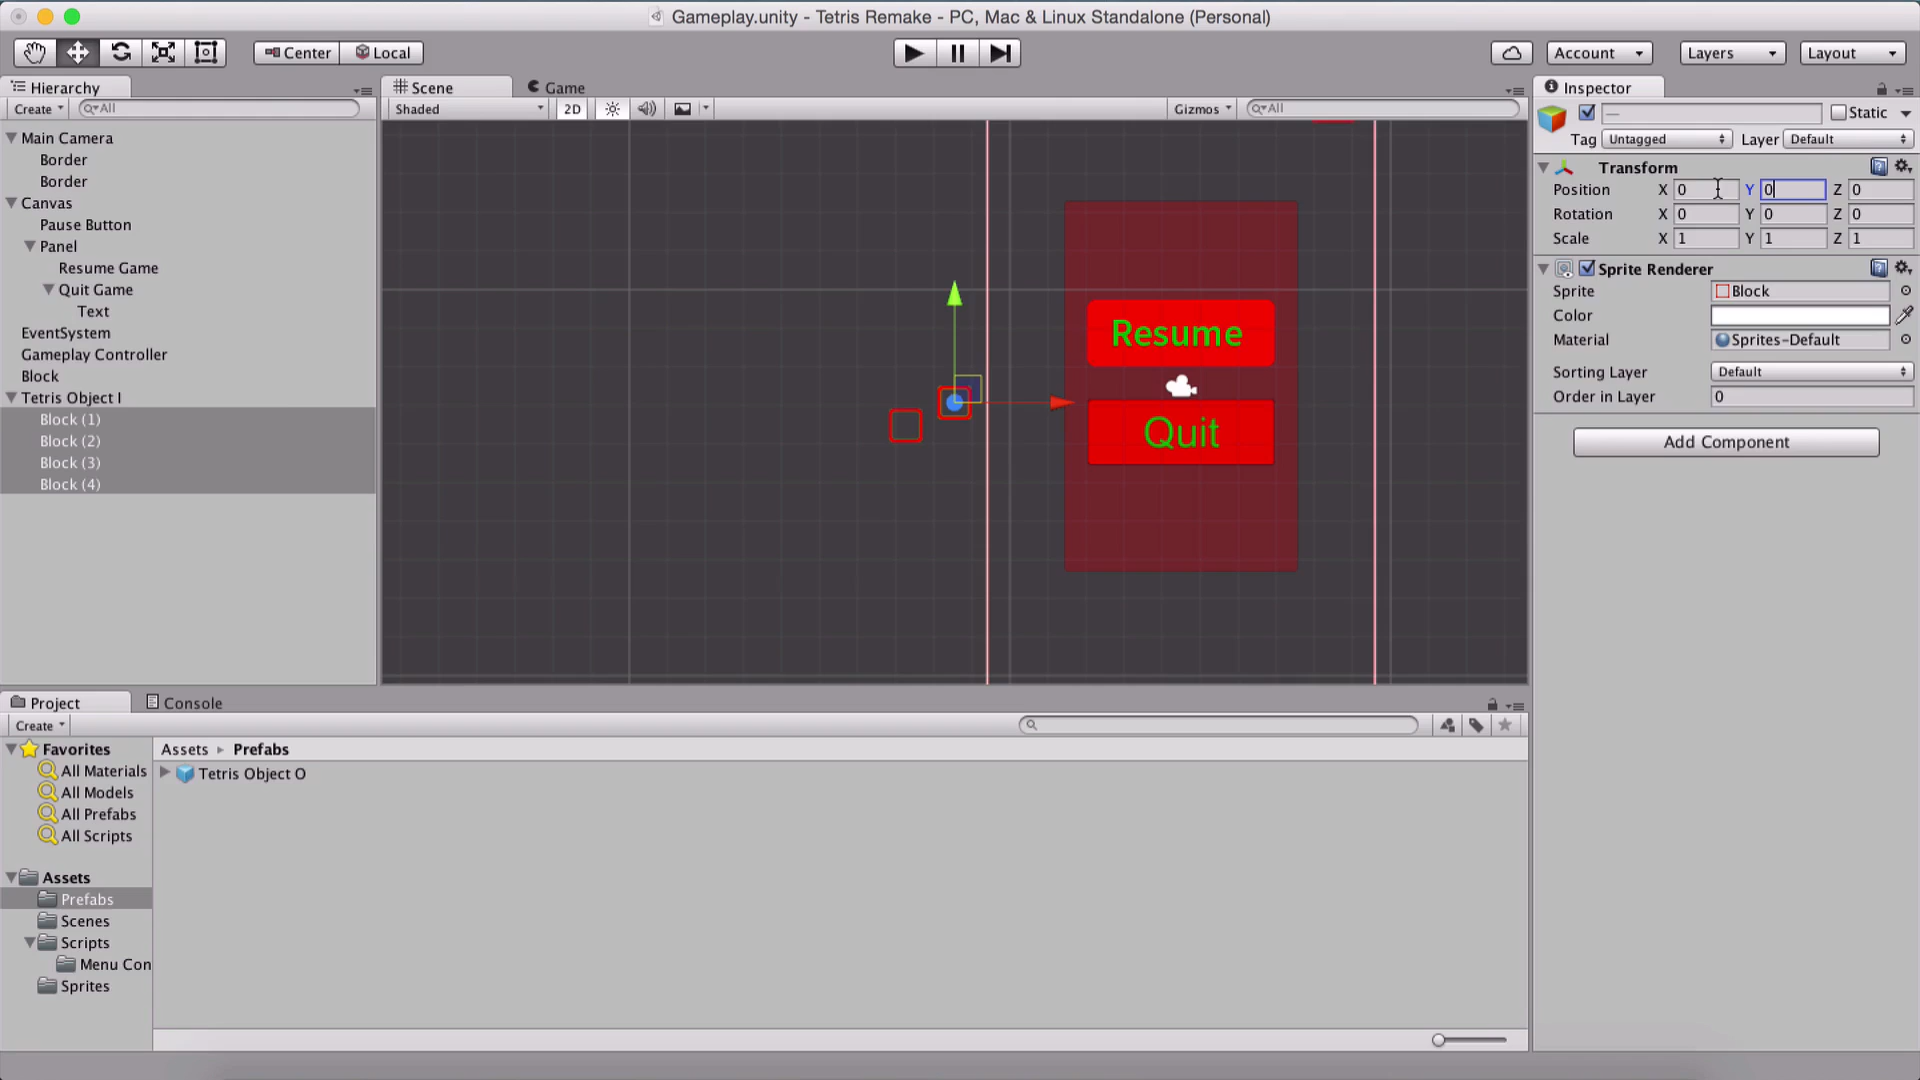 Gameplay.unity - Tetris Remake - PC, Mac & Linux Standalone (Personal)
Center Local Account Layers Layout
Hierarchy
Create All
Main Camera
Border
Border
Canvas
Pause Button
Panel
Resume Game
Quit Game
Text
EventSystem
Gameplay Controller
Block
Tetris Object I
Block (1)
Block (2)
Block (3)
Block (4)
Scene Game
Shaded 2D Gizmos All
Resume
Quit
Inspector
— Static
Tag Untagged Layer Default
Transform
Position X 0 Y 0 Z 0
Rotation X 0 Y 0 Z 0
Scale X 1 Y 1 Z 1
Sprite Renderer
Sprite Block
Color
Material Sprites-Default
Sorting Layer Default
Order in Layer 0
Add Component
Project Console
Create
Favorites
All Materials
All Models
All Prefabs
All Scripts
Assets
Prefabs
Scenes
Scripts
Menu Con
Sprites
Assets Prefabs
Tetris Object O